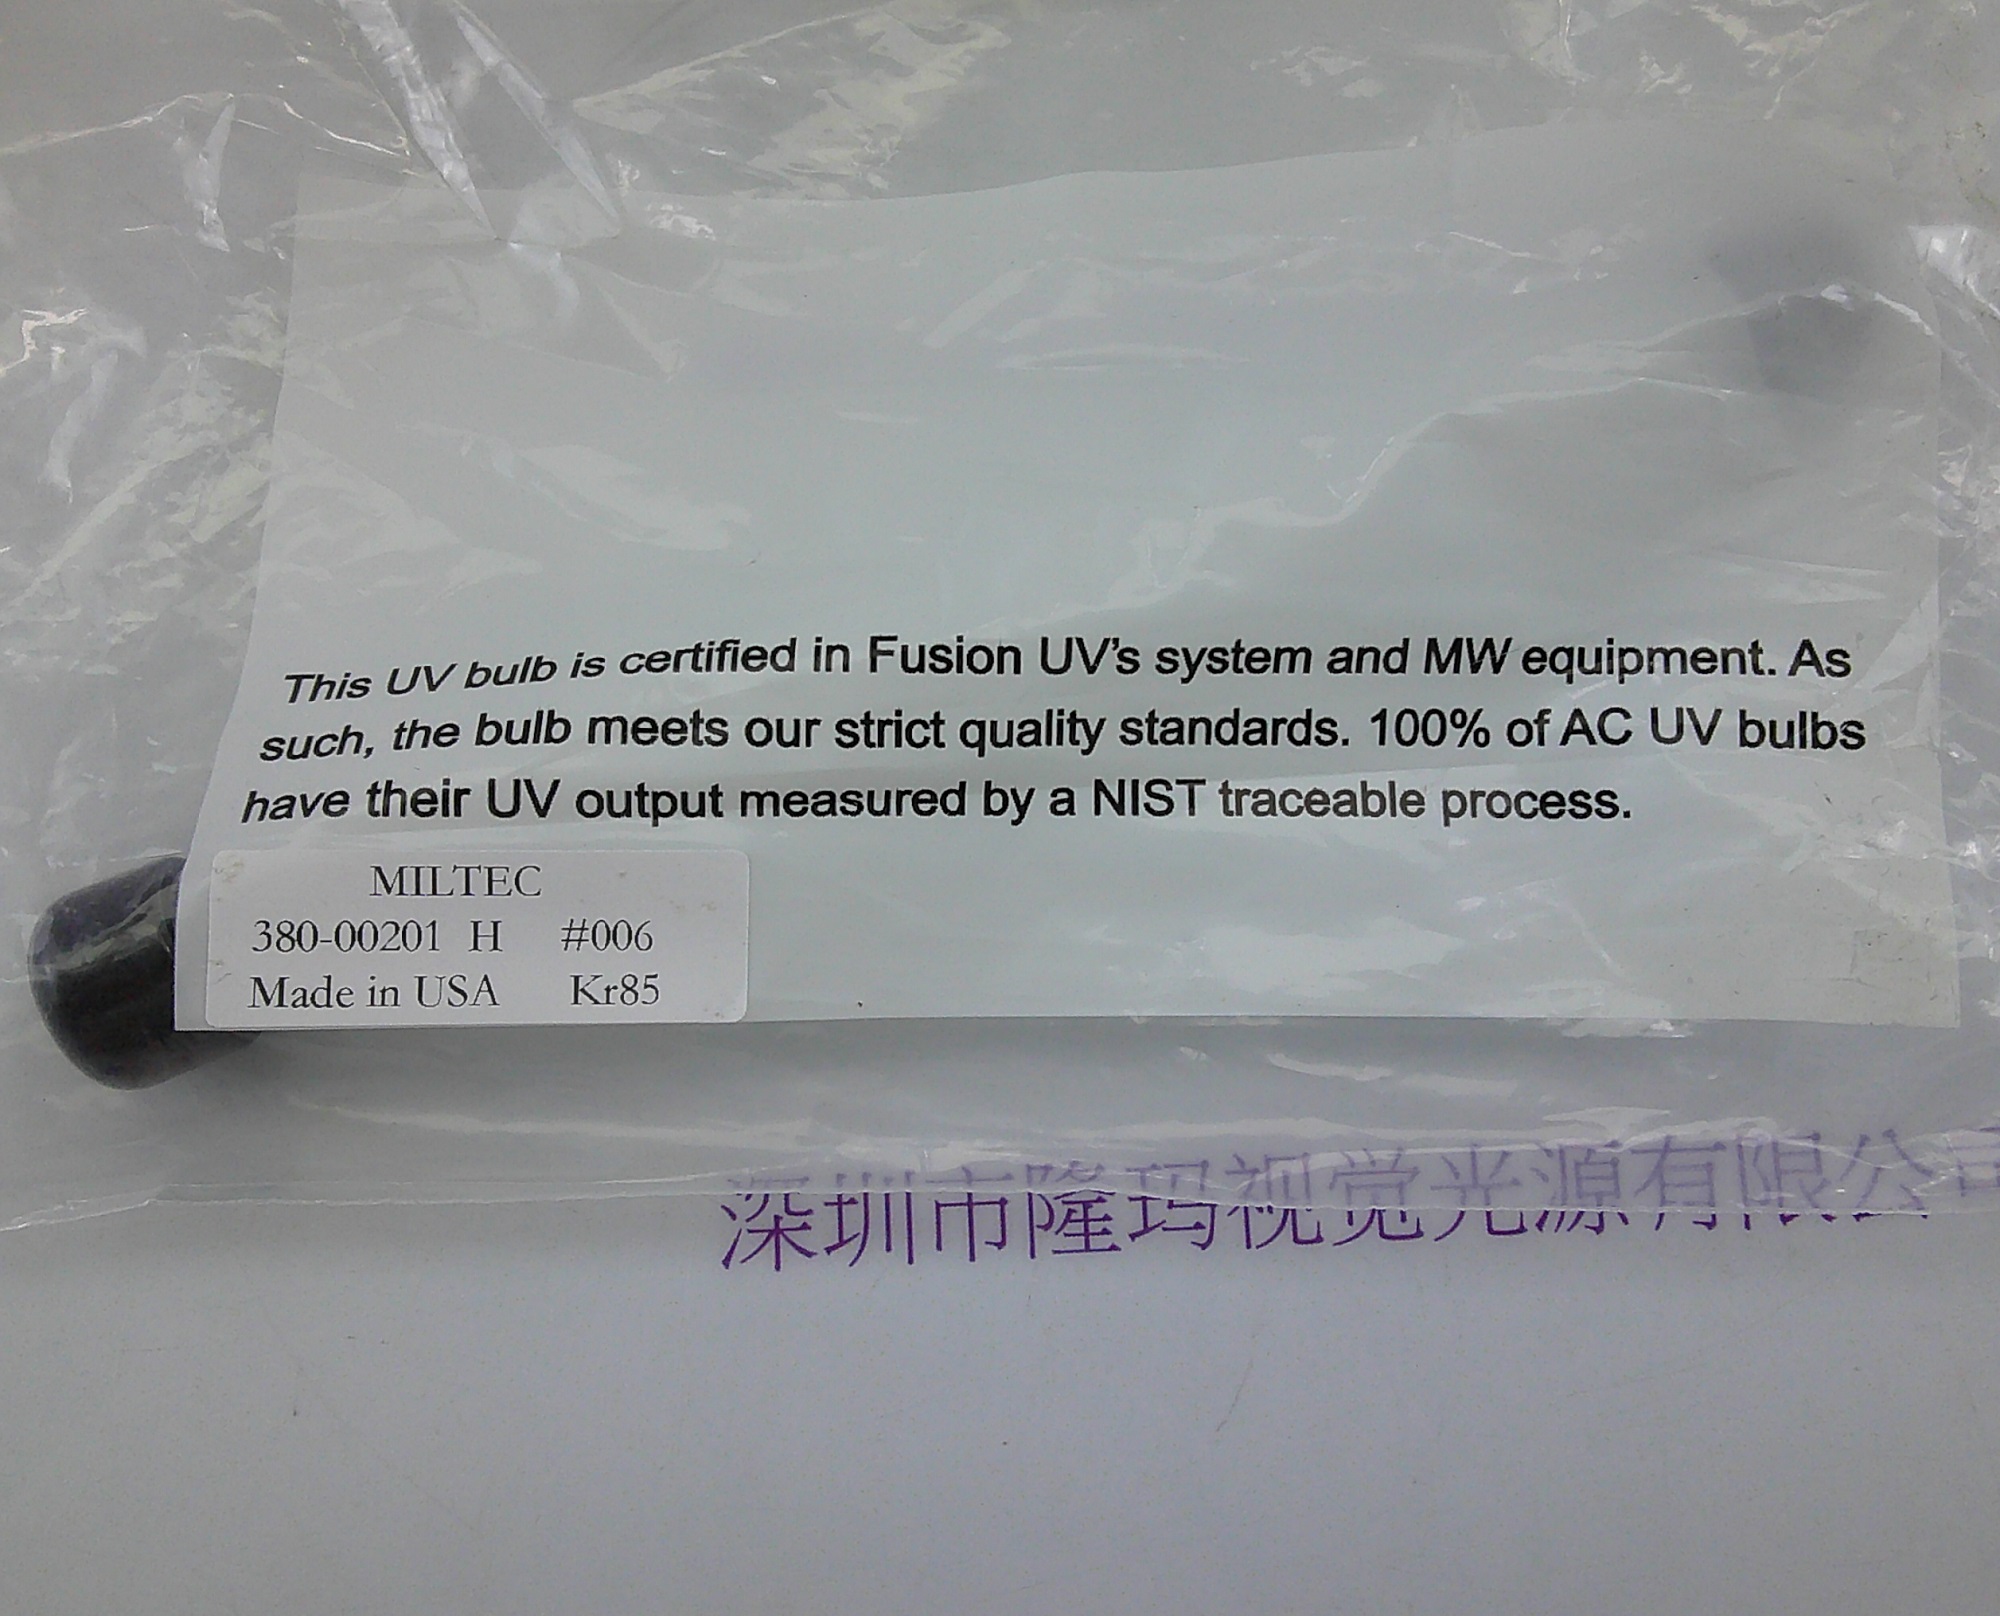 This UV bulb is certified in Fusion UV's system and MW equipment. As
such, the bulb meets our strict quality standards. 100% of AC UV bulbs
have their UV output measured by a NIST traceable process.
MILTEC
380-00201 H #006
Made in USA Kr85
深圳市隆玛视觉光源有限公司